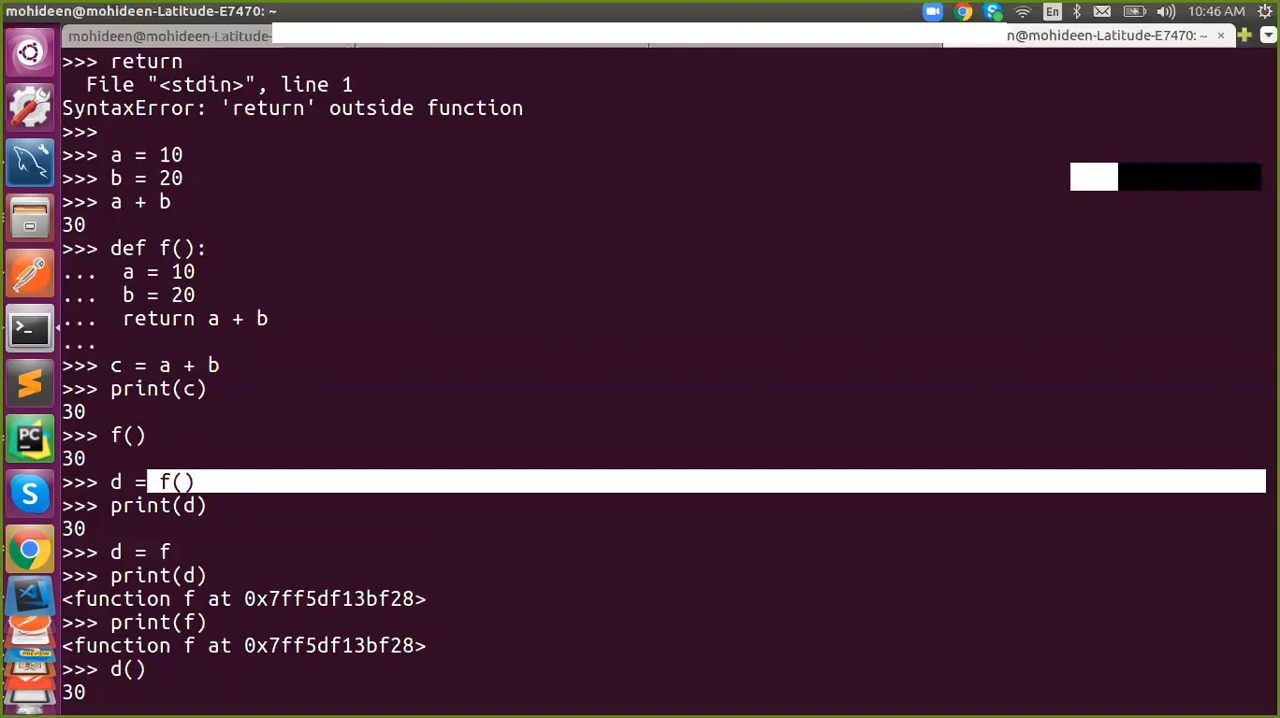 mohideen@mohideen-Latitude-E7470: ~
En
10:46 AM
mohideen@mohideen-Latitude-
n@mohideen-Latitude-E7470: ~ ×
>>> return
  File "<stdin>", line 1
SyntaxError: 'return' outside function
>>>
>>> a = 10
>>> b = 20
>>> a + b
30
>>> def f():
...  a = 10
...  b = 20
...  return a + b
...
>>> c = a + b
>>> print(c)
30
>>> f()
30
>>> d = f()
>>> print(d)
30
>>> d = f
>>> print(d)
<function f at 0x7ff5df13bf28>
>>> print(f)
<function f at 0x7ff5df13bf28>
>>> d()
30
PC
S